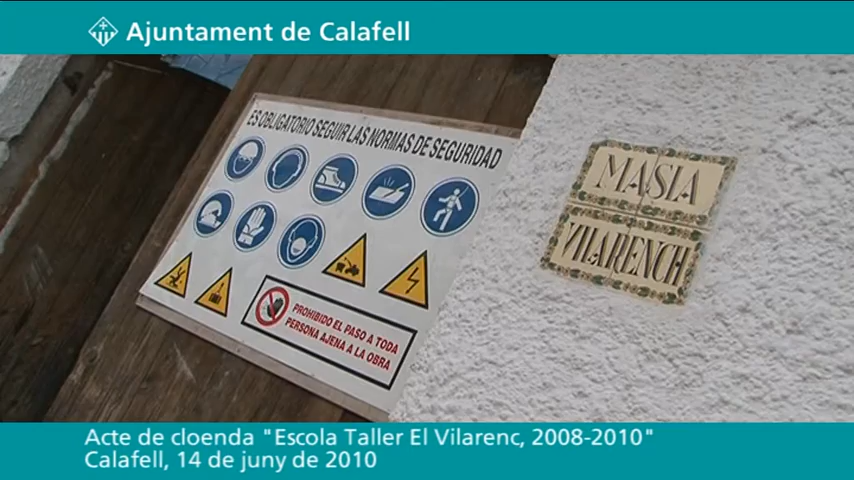 Ajuntament de Calafell
ES OBLIGATORIO SEGUIR LAS NORMAS DE SEGURIDAD
PROHIBIDO EL PASO A TODA
PERSONA AJENA A LA OBRA
MASIA
VILARENCH
Acte de cloenda "Escola Taller El Vilarenc, 2008-2010"
Calafell, 14 de juny de 2010